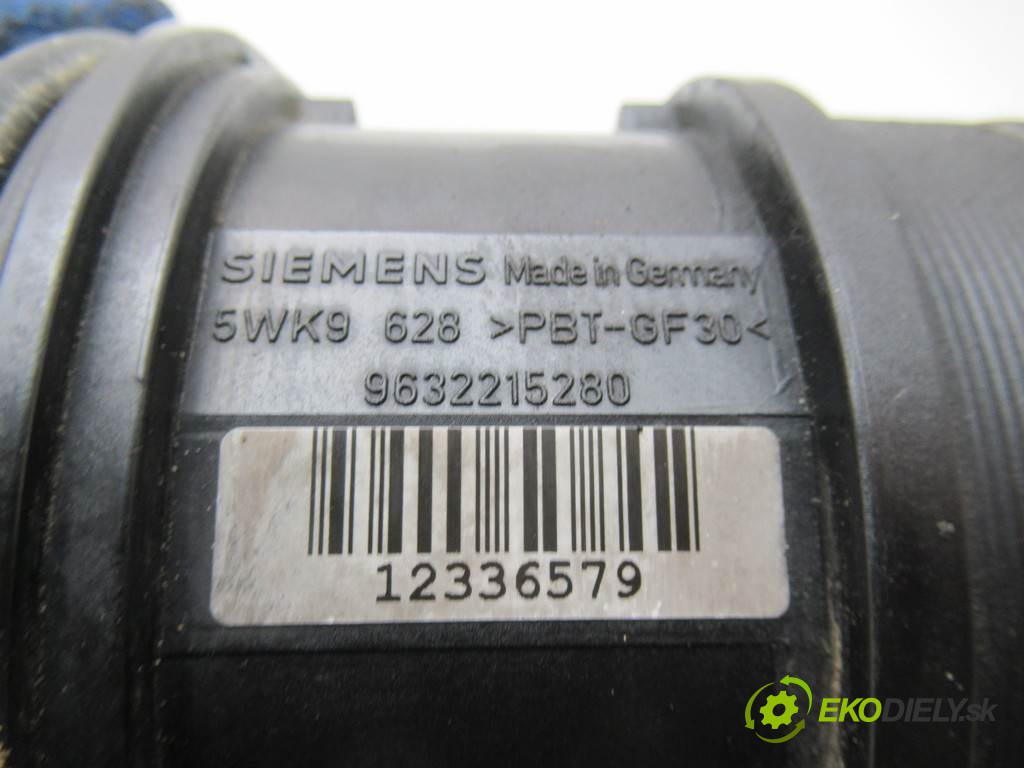 SIEMENS Made in Germany
5WK9 628 >PBT-GF30<
9632215280
12336579
EKODIELY.sk